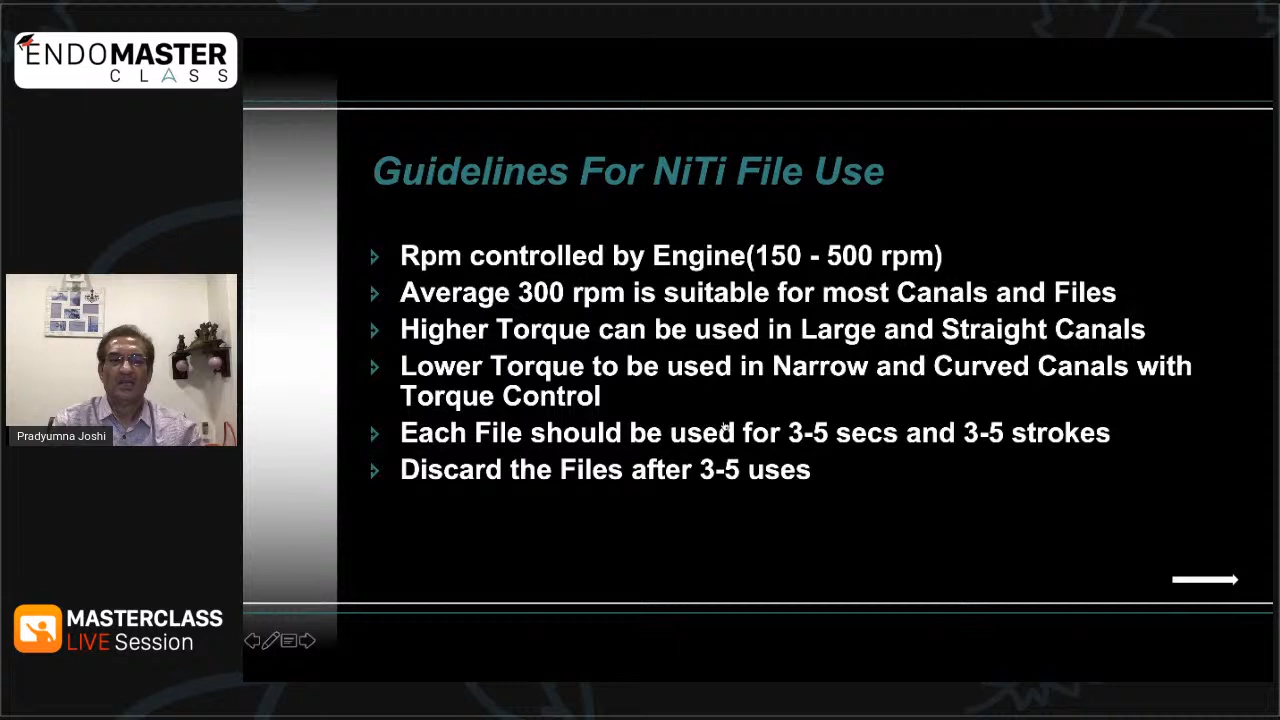 ENDOMASTER
CLASS
Guidelines For NiTi File Use
Rpm controlled by Engine(150 - 500 rpm)
Average 300 rpm is suitable for most Canals and Files
Higher Torque can be used in Large and Straight Canals
Lower Torque to be used in Narrow and Curved Canals with
Torque Control
Each File should be used for 3-5 secs and 3-5 strokes
Discard the Files after 3-5 uses
Pradyumna Joshi
MASTERCLASS
LIVE Session